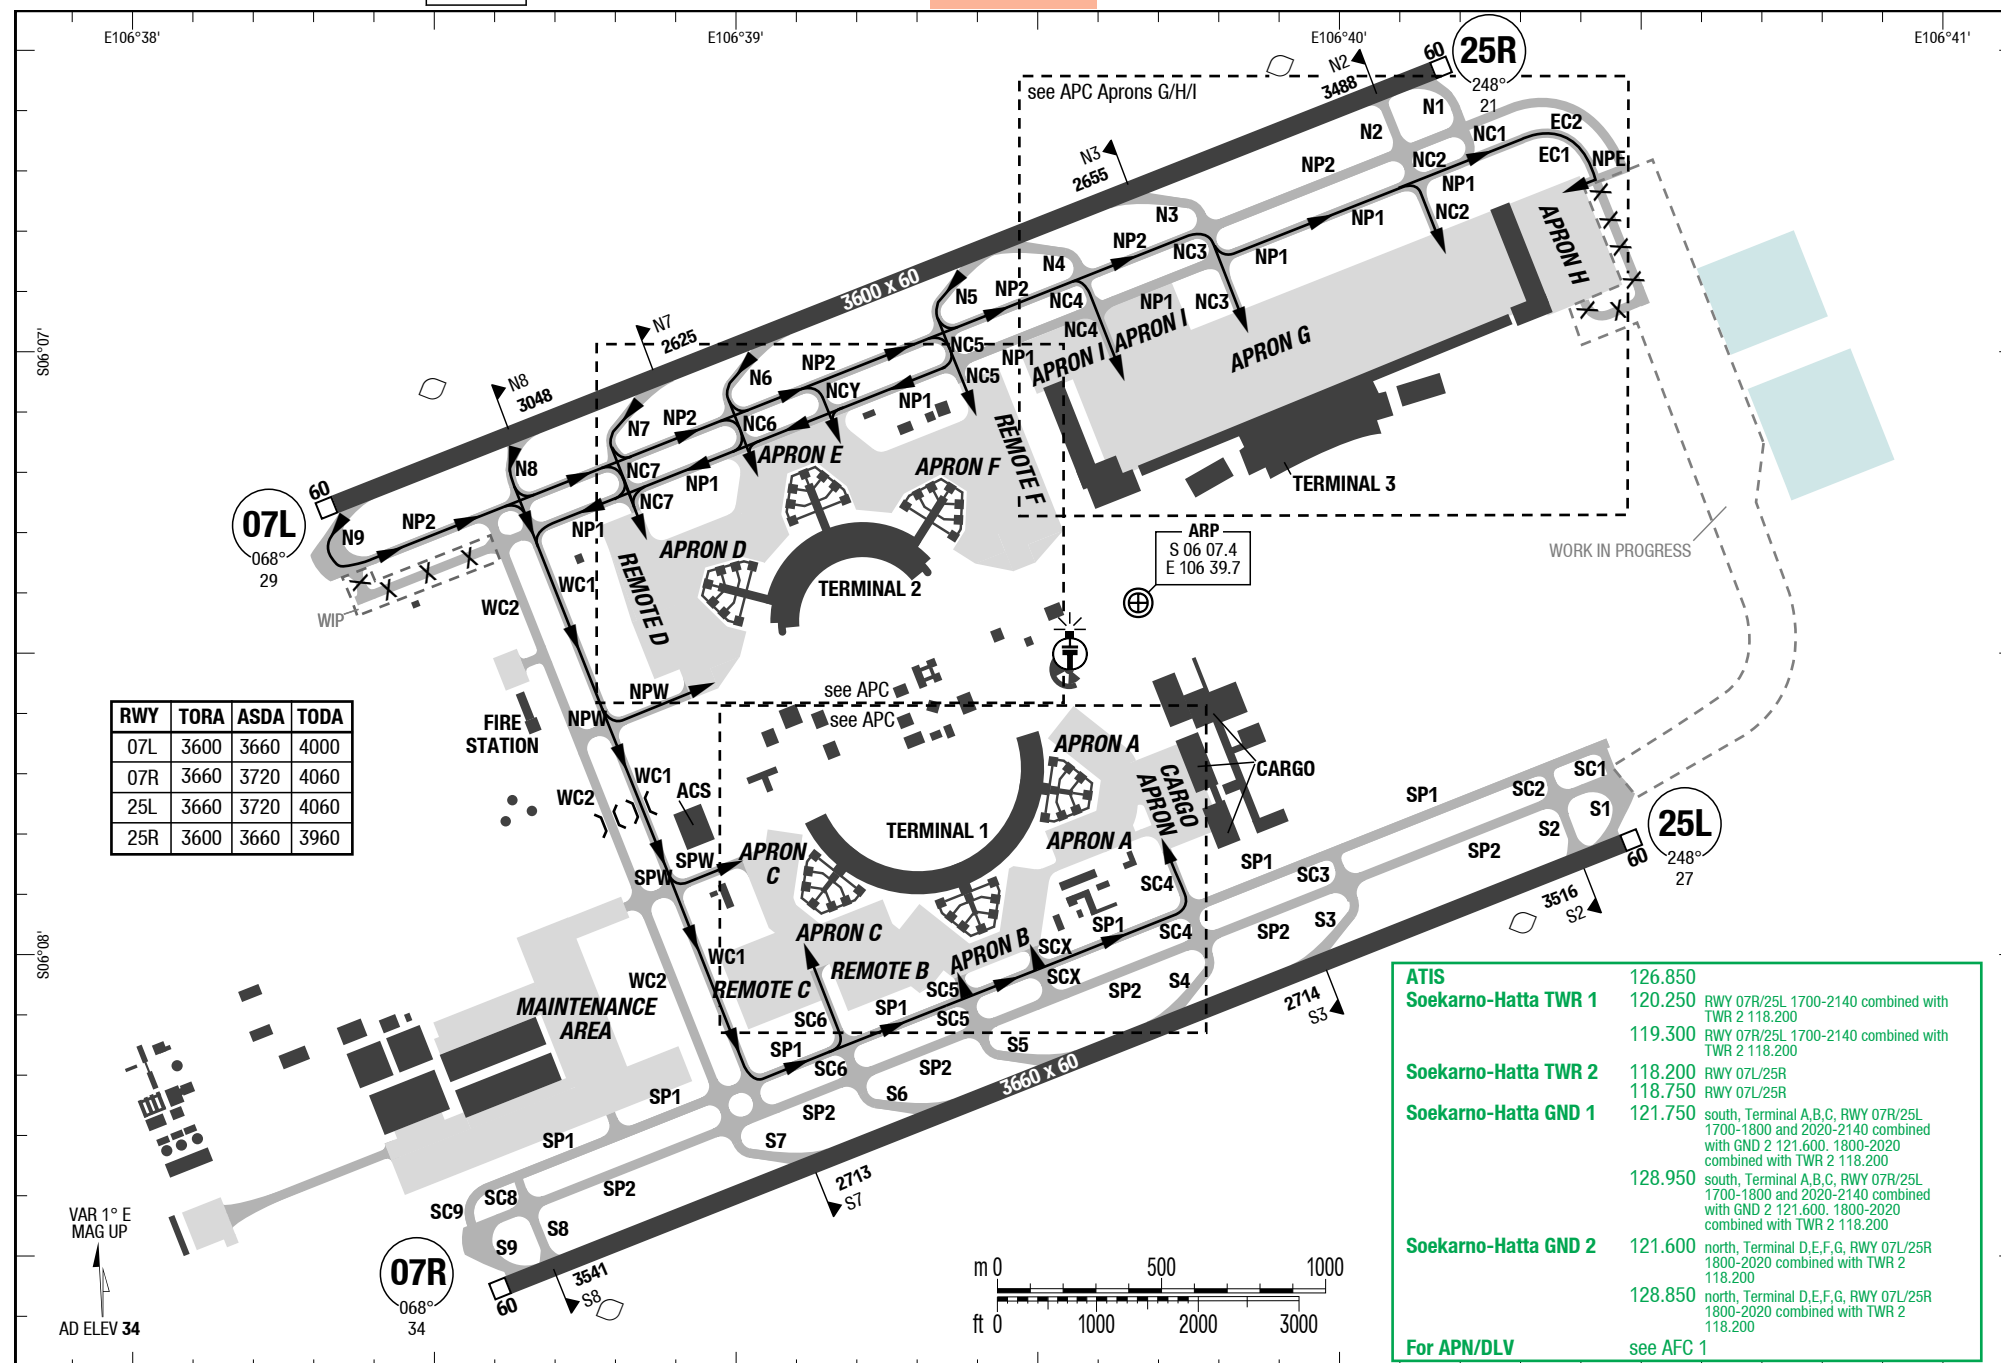 E106°38'
E106°39'
E106°40'
E106°41'
S06°07'
S06°08'
see APC Aprons G/H/I
60
25R
248°
21
N2
3488
N1
N2
NC1
EC2
EC1
NPE
NC2
NP1
NC2
NP2
NP1
N3
2655
N3
NP2
NC3
NP1
NC3
NP1
N4
NC4
NC4
APRON H
APRON G
APRON I
APRON I
3600 x 60
N5
NP2
NC5
NC5
NP1
N7
2625
N6
NP2
NCY
NP1
NC6
N8
3048
N7
NP2
NC7
NC7
NP1
N8
NP1
60
07L
068°
29
N9
NP2
WIP
APRON E
APRON F
REMOTE F
APRON D
REMOTE D
TERMINAL 2
TERMINAL 3
ARP
S 06 07.4
E 106 39.7
WORK IN PROGRESS
WC1
WC2
NPW
NPW
FIRE
STATION
see APC
see APC
RWY TORA ASDA TODA
07L 3600 3660 4000
07R 3660 3720 4060
25L 3660 3720 4060
25R 3600 3660 3960
WC1
WC2
ACS
SPW
SPW
APRON
C
TERMINAL 1
APRON A
APRON A
CARGO
APRON
CARGO
SP1
SC2
SC1
S1
S2
SP2
25L
248°
27
60
3516
S2
SP1
SC3
S3
SP2
SC4
SC4
SP1
S4
SCX
SCX
SP2
APRON B
APRON C
REMOTE B
REMOTE C
SC5
SC5
SP1
SC6
SC6
SP1
S5
SP2
S6
2714
S3
3660 x 60
WC1
WC2
MAINTENANCE
AREA
SP1
SP1
SP2
S7
2713
S7
SP2
SC8
SC9
S8
S9
07R
068°
34
60
3541
S8
VAR 1° E
MAG UP
AD ELEV 34
m 0 500 1000
ft 0 1000 2000 3000
ATIS 126.850
Soekarno-Hatta TWR 1 120.250 RWY 07R/25L 1700-2140 combined with
TWR 2 118.200
119.300 RWY 07R/25L 1700-2140 combined with
TWR 2 118.200
Soekarno-Hatta TWR 2 118.200 RWY 07L/25R
118.750 RWY 07L/25R
Soekarno-Hatta GND 1 121.750 south, Terminal A,B,C, RWY 07R/25L
1700-1800 and 2020-2140 combined
with GND 2 121.600. 1800-2020
combined with TWR 2 118.200
128.950 south, Terminal A,B,C, RWY 07R/25L
1700-1800 and 2020-2140 combined
with GND 2 121.600. 1800-2020
combined with TWR 2 118.200
Soekarno-Hatta GND 2 121.600 north, Terminal D,E,F,G, RWY 07L/25R
1800-2020 combined with TWR 2
118.200
128.850 north, Terminal D,E,F,G, RWY 07L/25R
1800-2020 combined with TWR 2
118.200
For APN/DLV see AFC 1